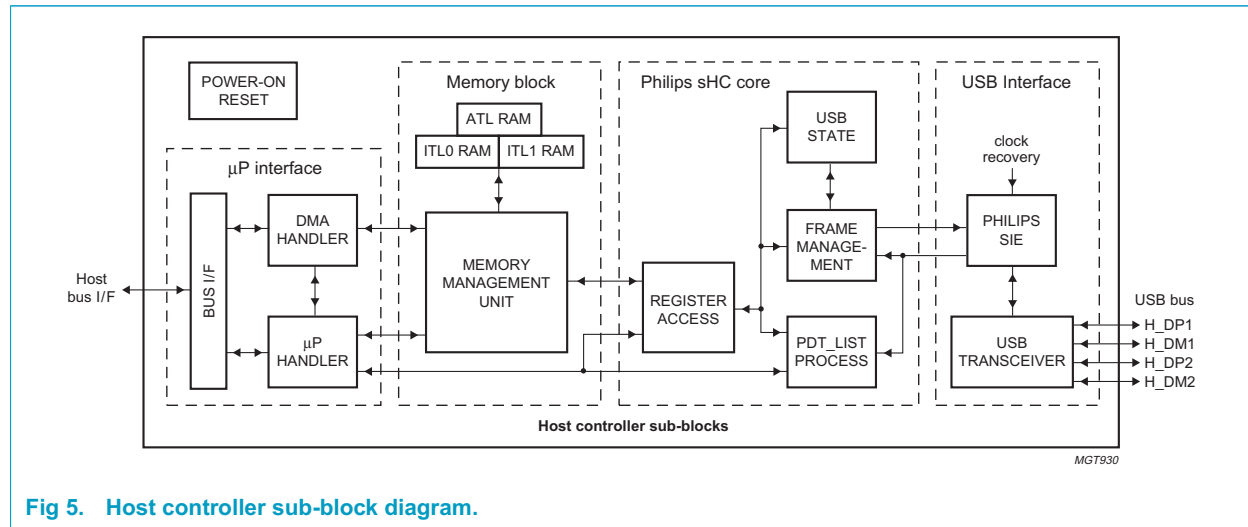 POWER-ON
RESET
Memory block
ATL RAM
ITL0 RAM
ITL1 RAM
Philips sHC core
USB
STATE
USB Interface
clock
recovery
µP interface
BUS I/F
DMA
HANDLER
MEMORY
MANAGEMENT
UNIT
FRAME
MANAGE-
MENT
PHILIPS
SIE
Host
bus I/F
µP
HANDLER
REGISTER
ACCESS
PDT_LIST
PROCESS
USB
TRANSCEIVER
USB bus
H_DP1
H_DM1
H_DP2
H_DM2
Host controller sub-blocks
MGT930
Fig 5. Host controller sub-block diagram.